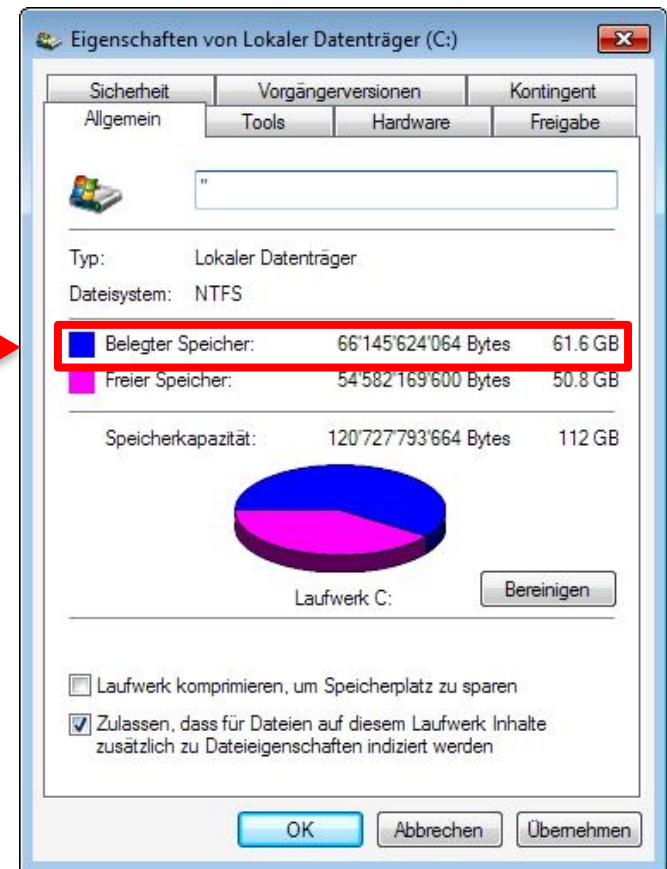 Eigenschaften von Lokaler Datenträger (C:)
Sicherheit Vorgängerversionen Kontingent
Allgemein Tools Hardware Freigabe
"
Typ: Lokaler Datenträger
Dateisystem: NTFS
Belegter Speicher: 66'145'624'064 Bytes 61.6 GB
Freier Speicher: 54'582'169'600 Bytes 50.8 GB
Speicherkapazität: 120'727'793'664 Bytes 112 GB
Laufwerk C: Bereinigen
Laufwerk komprimieren, um Speicherplatz zu sparen
Zulassen, dass für Dateien auf diesem Laufwerk Inhalte
zusätzlich zu Dateieigenschaften indiziert werden
OK Abbrechen Übernehmen